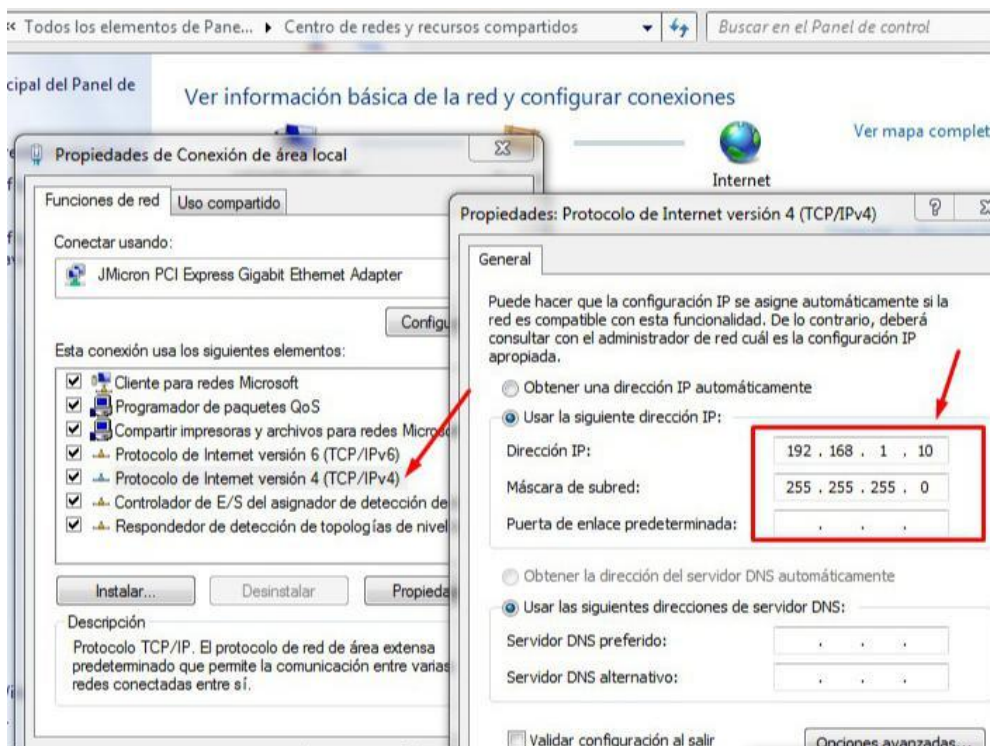 Todos los elementos de Pane... Centro de redes y recursos compartidos
Buscar en el Panel de control
cipal del Panel de
Ver información básica de la red y configurar conexiones
Ver mapa complet
Internet
Propiedades de Conexión de área local
Funciones de red
Uso compartido
Conectar usando:
JMicron PCI Express Gigabit Ethernet Adapter
Configu
Esta conexión usa los siguientes elementos:
Cliente para redes Microsoft
Programador de paquetes QoS
Compartir impresoras y archivos para redes Microso
Protocolo de Internet versión 6 (TCP/IPv6)
Protocolo de Internet versión 4 (TCP/IPv4)
Controlador de E/S del asignador de detección de
Respondedor de detección de topologías de nivel
Instalar...
Desinstalar
Propieda
Descripción
Protocolo TCP/IP. El protocolo de red de área extensa
predeterminado que permite la comunicación entre varias
redes conectadas entre sí.
Propiedades: Protocolo de Internet versión 4 (TCP/IPv4)
General
Puede hacer que la configuración IP se asigne automáticamente si la
red es compatible con esta funcionalidad. De lo contrario, deberá
consultar con el administrador de red cuál es la configuración IP
apropiada.
Obtener una dirección IP automáticamente
Usar la siguiente dirección IP:
Dirección IP: 192 . 168 . 1 . 10
Máscara de subred: 255 . 255 . 255 . 0
Puerta de enlace predeterminada: . . .
Obtener la dirección del servidor DNS automáticamente
Usar las siguientes direcciones de servidor DNS:
Servidor DNS preferido: . . .
Servidor DNS alternativo: . . .
Validar configuración al salir
Opciones avanzadas...